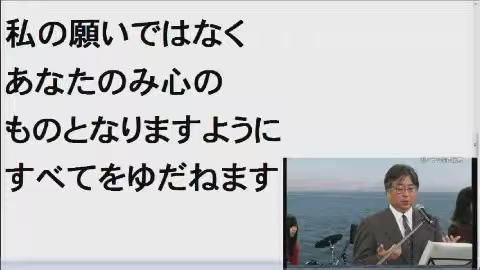 私の願いではなく
あなたのみ心の
ものとなりますように
すべてをゆだねます